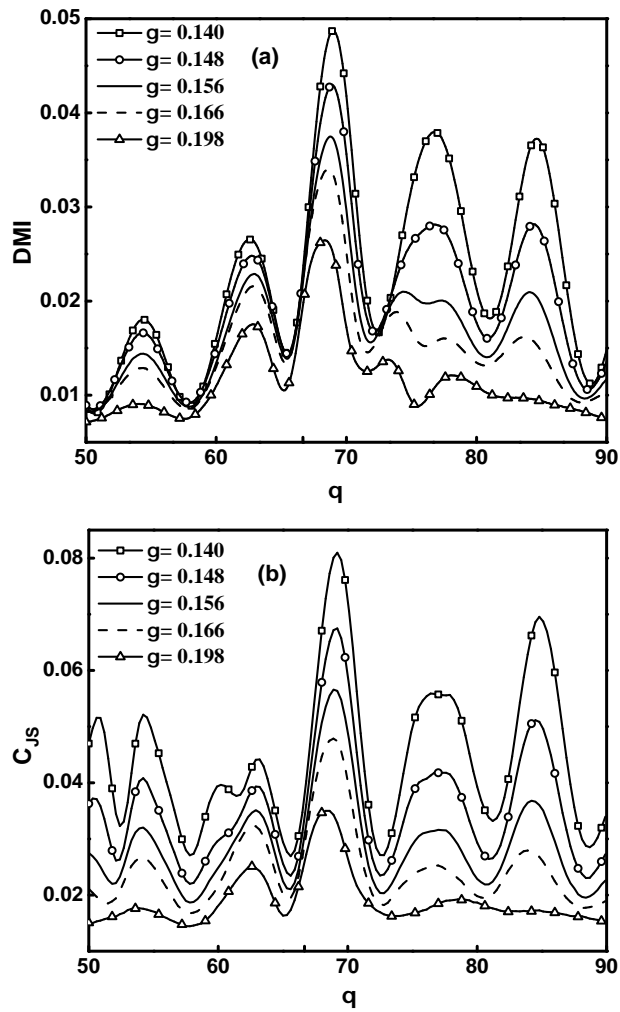 0.05
g= 0.140
(a)
g= 0.148
0.04
g= 0.156
g= 0.166
g= 0.198
0.03
DMI
0.02
0.01
50
60
70
80
90
q
0.08
g= 0.140
(b)
g= 0.148
g= 0.156
g= 0.166
0.06
g= 0.198
CJS
0.04
0.02
50
60
70
80
90
q